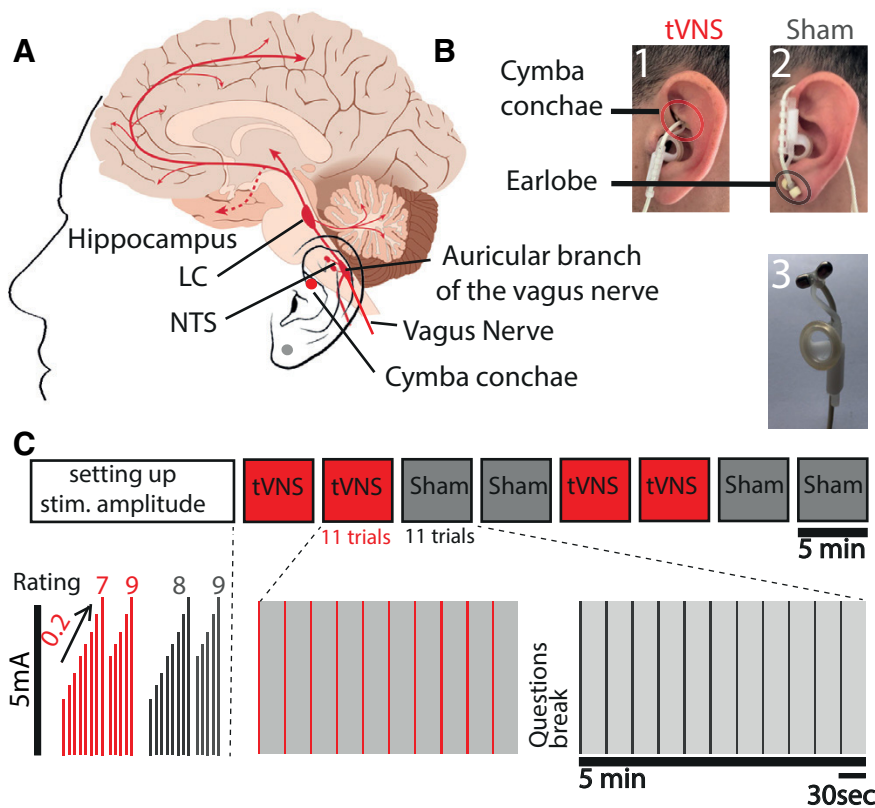 A
Hippocampus
LC
NTS
Auricular branch
of the vagus nerve
Vagus Nerve
Cymba conchae
B
tVNS
Sham
1
2
Cymba
conchae
Earlobe
3
C
setting up
stim. amplitude
tVNS
tVNS
Sham
Sham
tVNS
tVNS
Sham
Sham
11 trials
11 trials
5 min
Rating
7
9
8
9
0.2
5mA
Questions
break
5 min
30sec